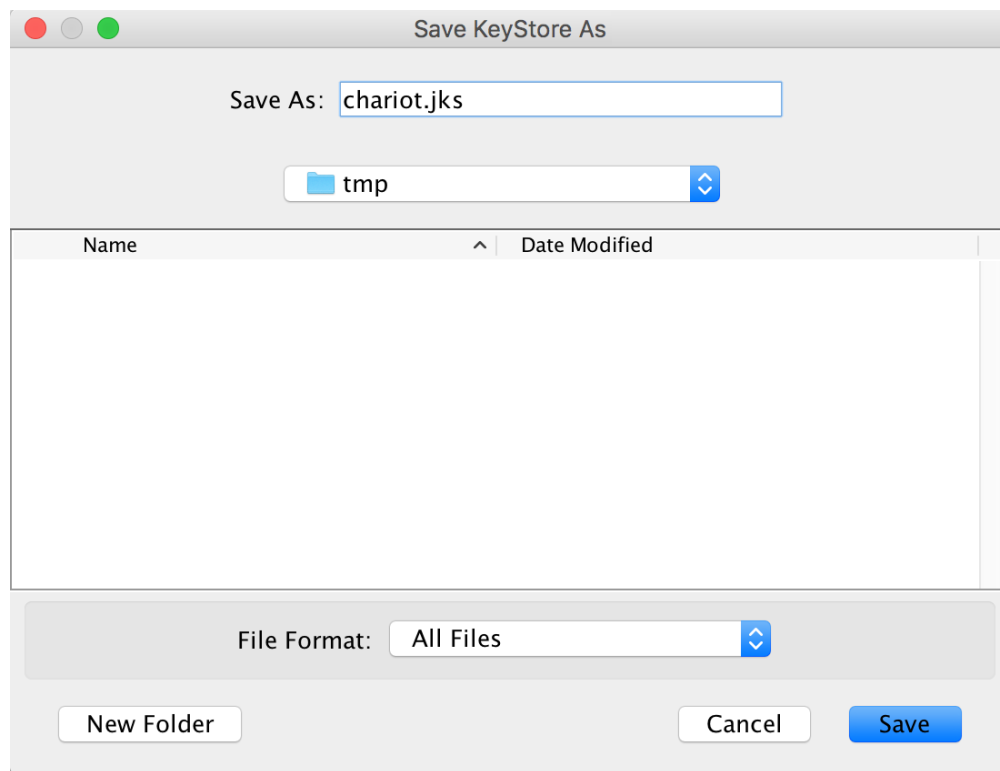 Save KeyStore As
Save As: chariot.jks
tmp
Name Date Modified
File Format: All Files
New Folder Cancel Save